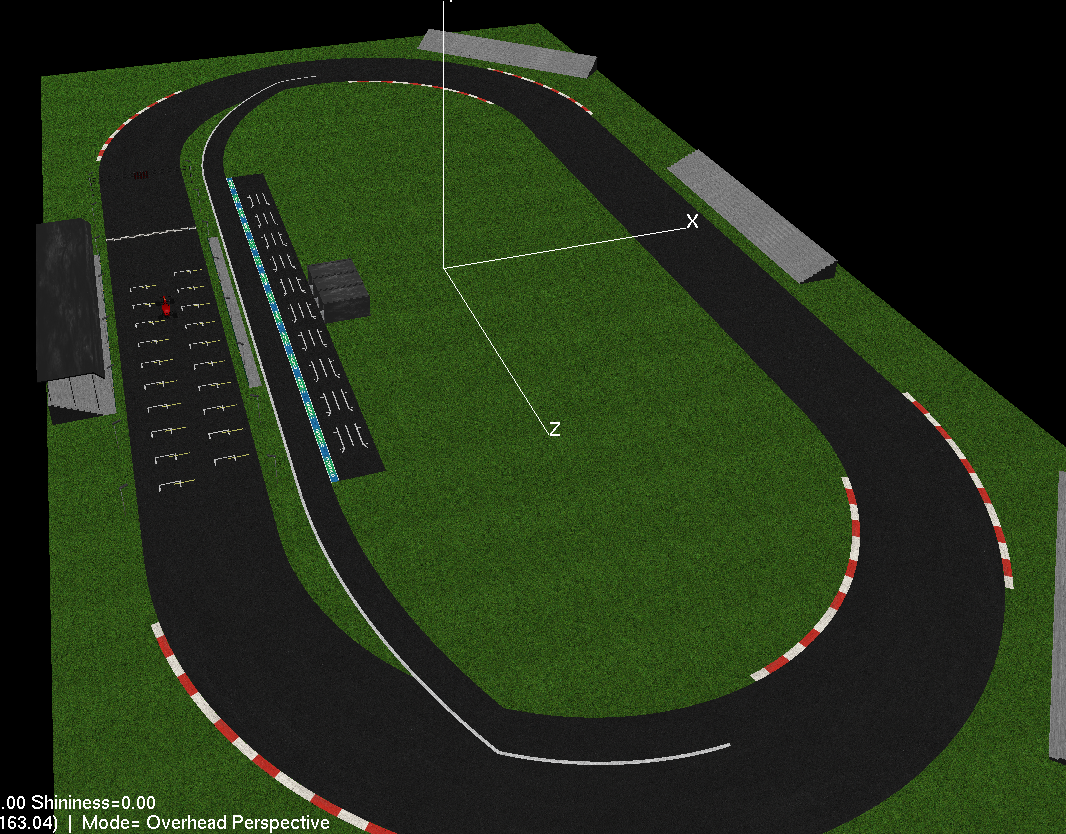 X
Z
.00 Shininess=0.00
163.04) | Mode= Overhead Perspective